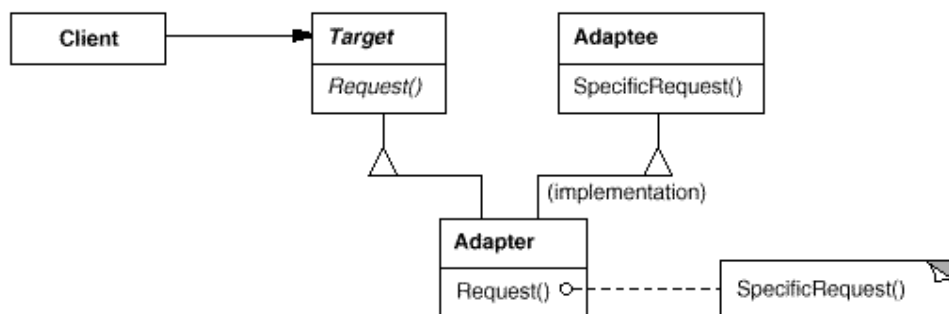 Client
Target
Request()
Adaptee
SpecificRequest()
(implementation)
Adapter
Request()
SpecificRequest()